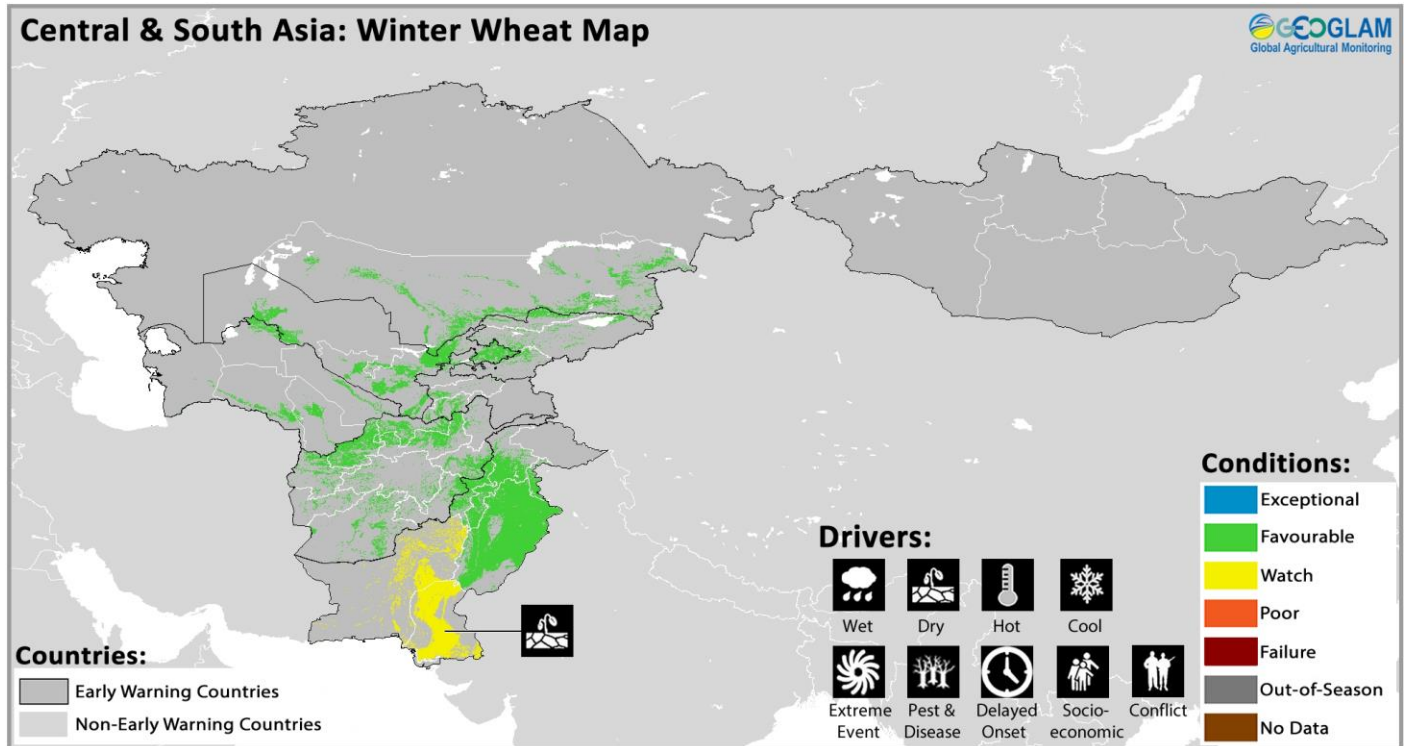 Central & South Asia: Winter Wheat Map
GEOGLAM
Global Agricultural Monitoring
Countries:
Early Warning Countries
Non-Early Warning Countries
Drivers:
Wet
Dry
Hot
Cool
Extreme
Event
Pest &
Disease
Delayed
Onset
Socio-
economic
Conflict
Conditions:
Exceptional
Favourable
Watch
Poor
Failure
Out-of-Season
No Data